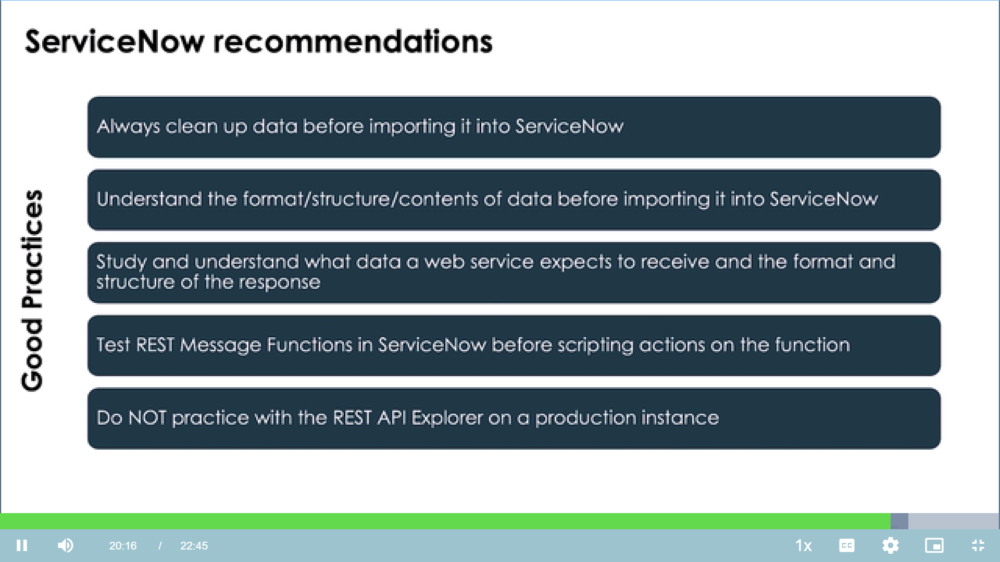 ServiceNow recommendations
Good Practices
Always clean up data before importing it into ServiceNow
Understand the format/structure/contents of data before importing it into ServiceNow
Study and understand what data a web service expects to receive and the format and
structure of the response
Test REST Message Functions in ServiceNow before scripting actions on the function
Do NOT practice with the REST API Explorer on a production instance
20:16 / 22:45 1x CC